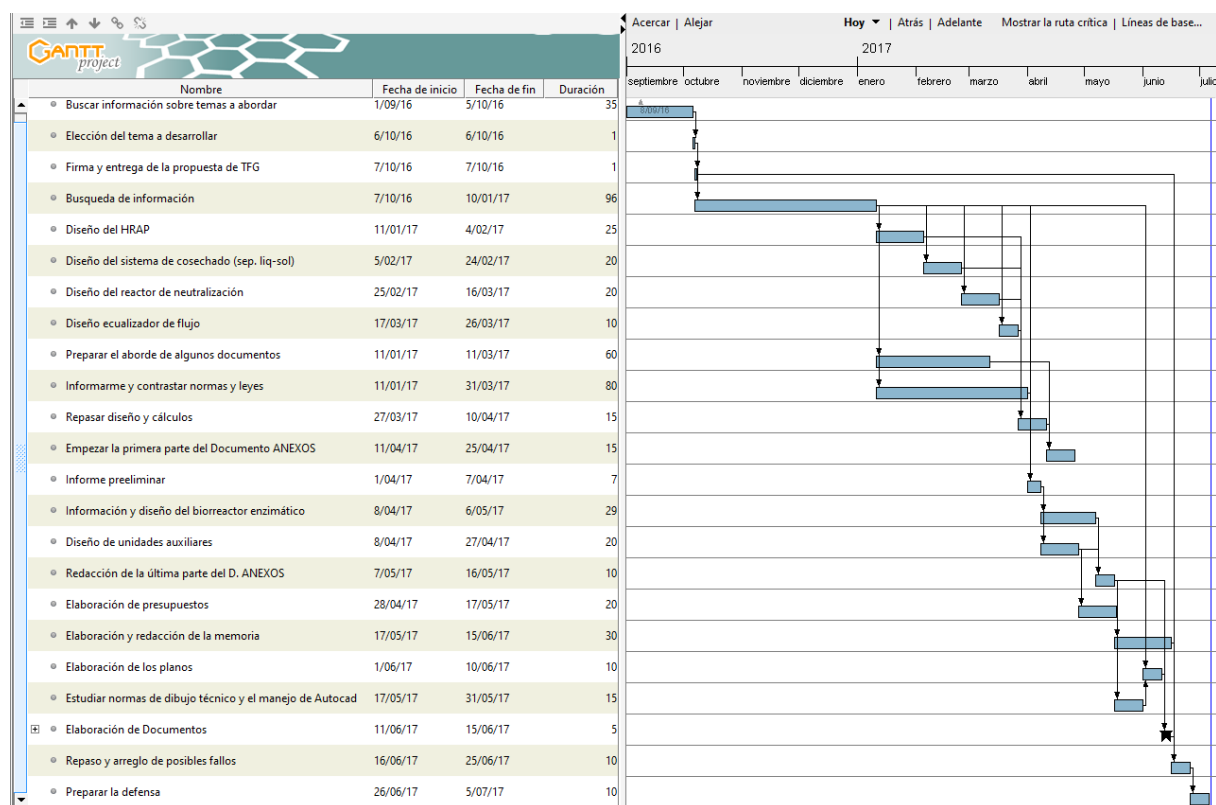 Acercar | Alejar Hoy ▼ | Atrás | Adelante Mostrar la ruta crítica | Líneas de base...
GANTT project
2016 2017
Nombre Fecha de inicio Fecha de fin Duración
septiembre octubre noviembre diciembre enero febrero marzo abril mayo junio julio
Buscar información sobre temas a abordar 1/09/16 5/10/16 35
8/09/16
Elección del tema a desarrollar 6/10/16 6/10/16 1
Firma y entrega de la propuesta de TFG 7/10/16 7/10/16 1
Busqueda de información 7/10/16 10/01/17 96
Diseño del HRAP 11/01/17 4/02/17 25
Diseño del sistema de cosechado (sep. liq-sol) 5/02/17 24/02/17 20
Diseño del reactor de neutralización 25/02/17 16/03/17 20
Diseño ecualizador de flujo 17/03/17 26/03/17 10
Preparar el aborde de algunos documentos 11/01/17 11/03/17 60
Informarme y contrastar normas y leyes 11/01/17 31/03/17 80
Repasar diseño y cálculos 27/03/17 10/04/17 15
Empezar la primera parte del Documento ANEXOS 11/04/17 25/04/17 15
Informe preeliminar 1/04/17 7/04/17 7
Información y diseño del biorreactor enzimático 8/04/17 6/05/17 29
Diseño de unidades auxiliares 8/04/17 27/04/17 20
Redacción de la última parte del D. ANEXOS 7/05/17 16/05/17 10
Elaboración de presupuestos 28/04/17 17/05/17 20
Elaboración y redacción de la memoria 17/05/17 15/06/17 30
Elaboración de los planos 1/06/17 10/06/17 10
Estudiar normas de dibujo técnico y el manejo de Autocad 17/05/17 31/05/17 15
Elaboración de Documentos 11/06/17 15/06/17 5
Repaso y arreglo de posibles fallos 16/06/17 25/06/17 10
Preparar la defensa 26/06/17 5/07/17 10